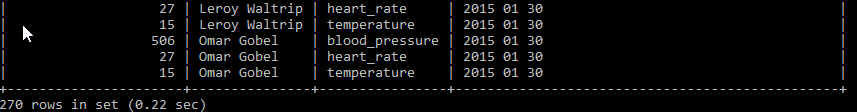 |                   27 | Leroy Waltrip | heart_rate     | 2015 01 30                                     |
|                   15 | Leroy Waltrip | temperature    | 2015 01 30                                     |
|                  506 | Omar Gobel    | blood_pressure | 2015 01 30                                     |
|                   27 | Omar Gobel    | heart_rate     | 2015 01 30                                     |
|                   15 | Omar Gobel    | temperature    | 2015 01 30                                     |
+----------------------+---------------+----------------+------------------------------------------------+
270 rows in set (0.22 sec)